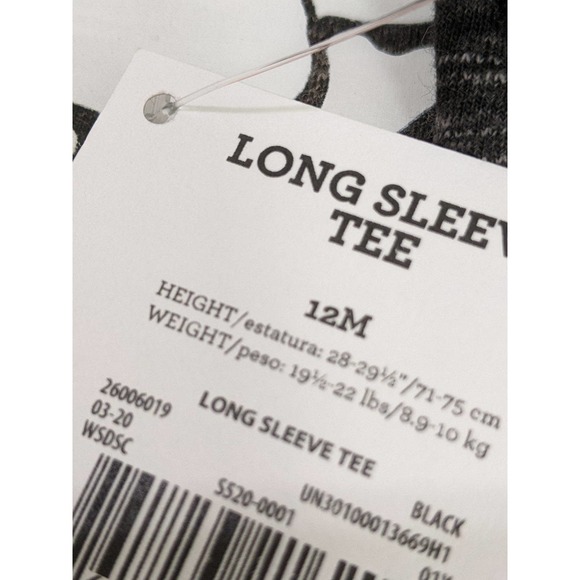 LONG SLEEV
TEE
12M
HEIGHT/estatura: 28-29½"/71-75 cm
WEIGHT/peso: 19½-22 lbs/8.9-10 kg
LONG SLEEVE TEE
26006019
03-20
WSDSC
BLACK
UN30100013669H1
S520-0001